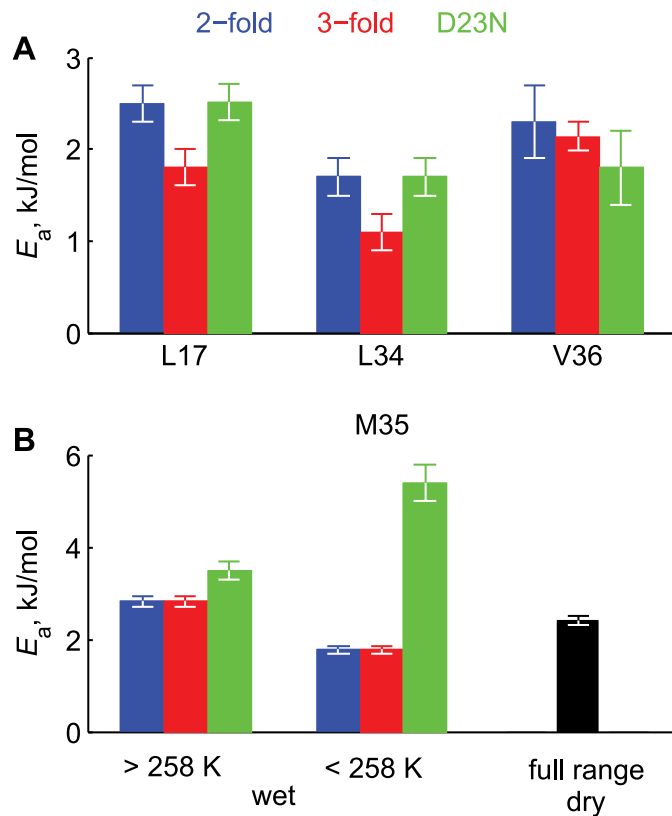 2−fold 3−fold D23N
A
3
2
1
0
Eₐ, kJ/mol
L17 L34 V36
B
M35
6
4
2
0
Eₐ, kJ/mol
> 258 K < 258 K full range
wet dry